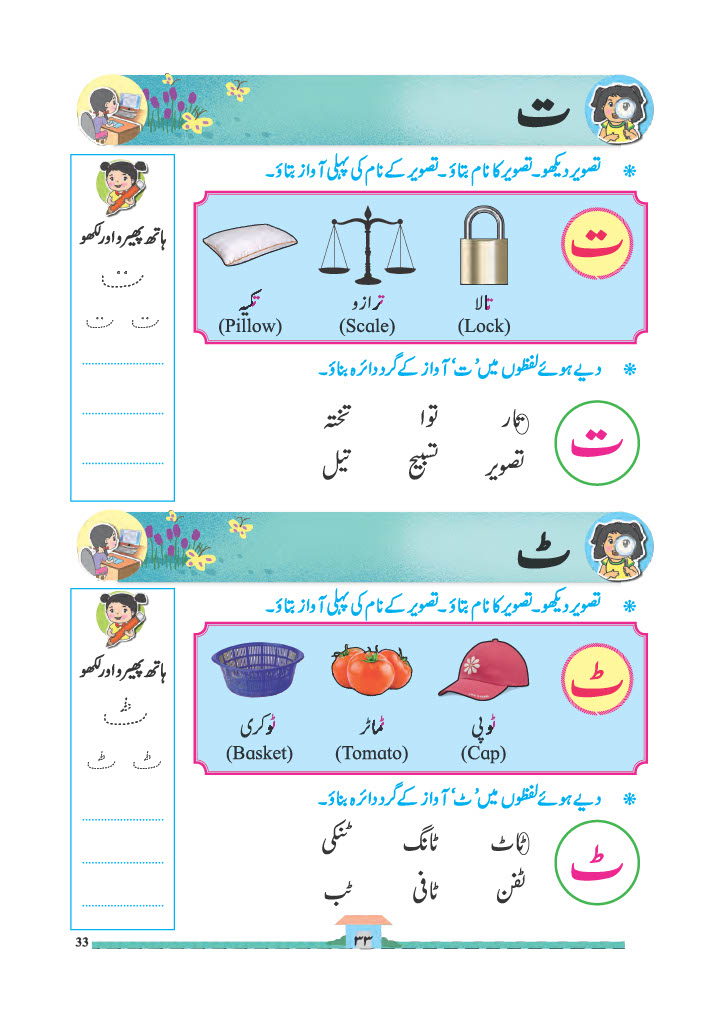 ت
تصویر دیکھو۔ تصویر کا نام بتاؤ۔ تصویر کے نام کی پہلی آواز بتاؤ۔
ت
تالا ترازو تکیہ
(Lock) (Scale) (Pillow)
دیے ہوئے لفظوں میں 'ت' آواز کے گرد دائرہ بناؤ۔
ت
تار توا تختہ
تصویر تسبیح تیل
ہاتھ پھیرو اور لکھو
ت
ت ت
ٹ
تصویر دیکھو۔ تصویر کا نام بتاؤ۔ تصویر کے نام کی پہلی آواز بتاؤ۔
ٹ
ٹوپی ٹماٹر ٹوکری
(Cap) (Tomato) (Basket)
دیے ہوئے لفظوں میں 'ٹ' آواز کے گرد دائرہ بناؤ۔
ٹ
ٹاٹ ٹانگ ٹنکی
ٹفن ٹافی ٹب
ہاتھ پھیرو اور لکھو
ٹ
ٹ ٹ
۳۳
33